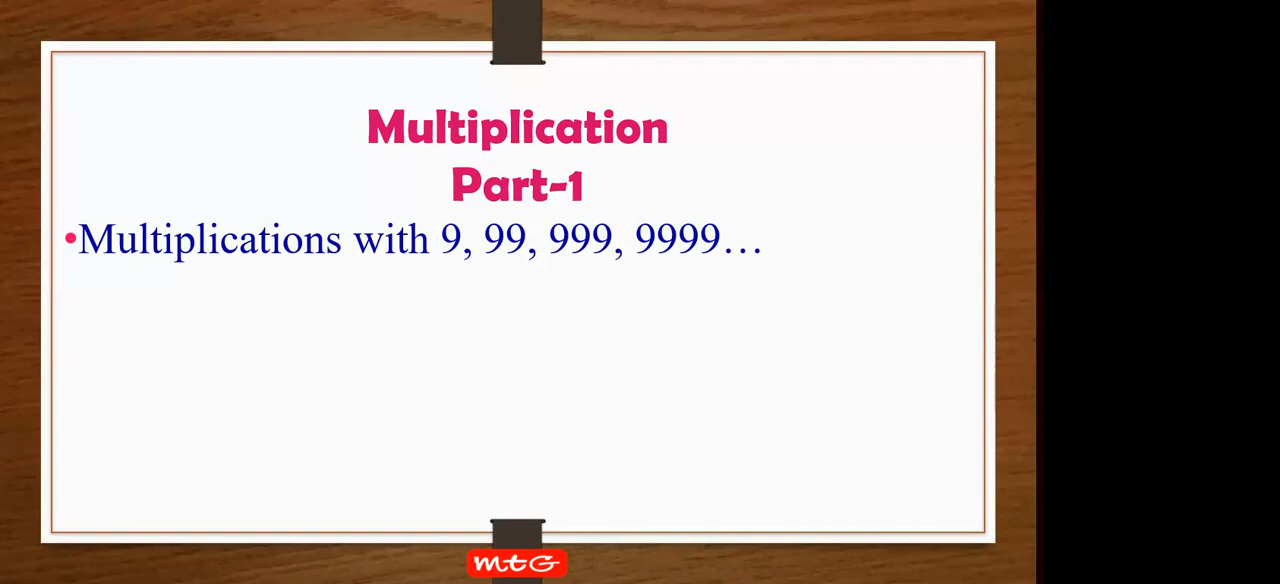 Multiplication
Part-1
•Multiplications with 9, 99, 999, 9999…
mtG